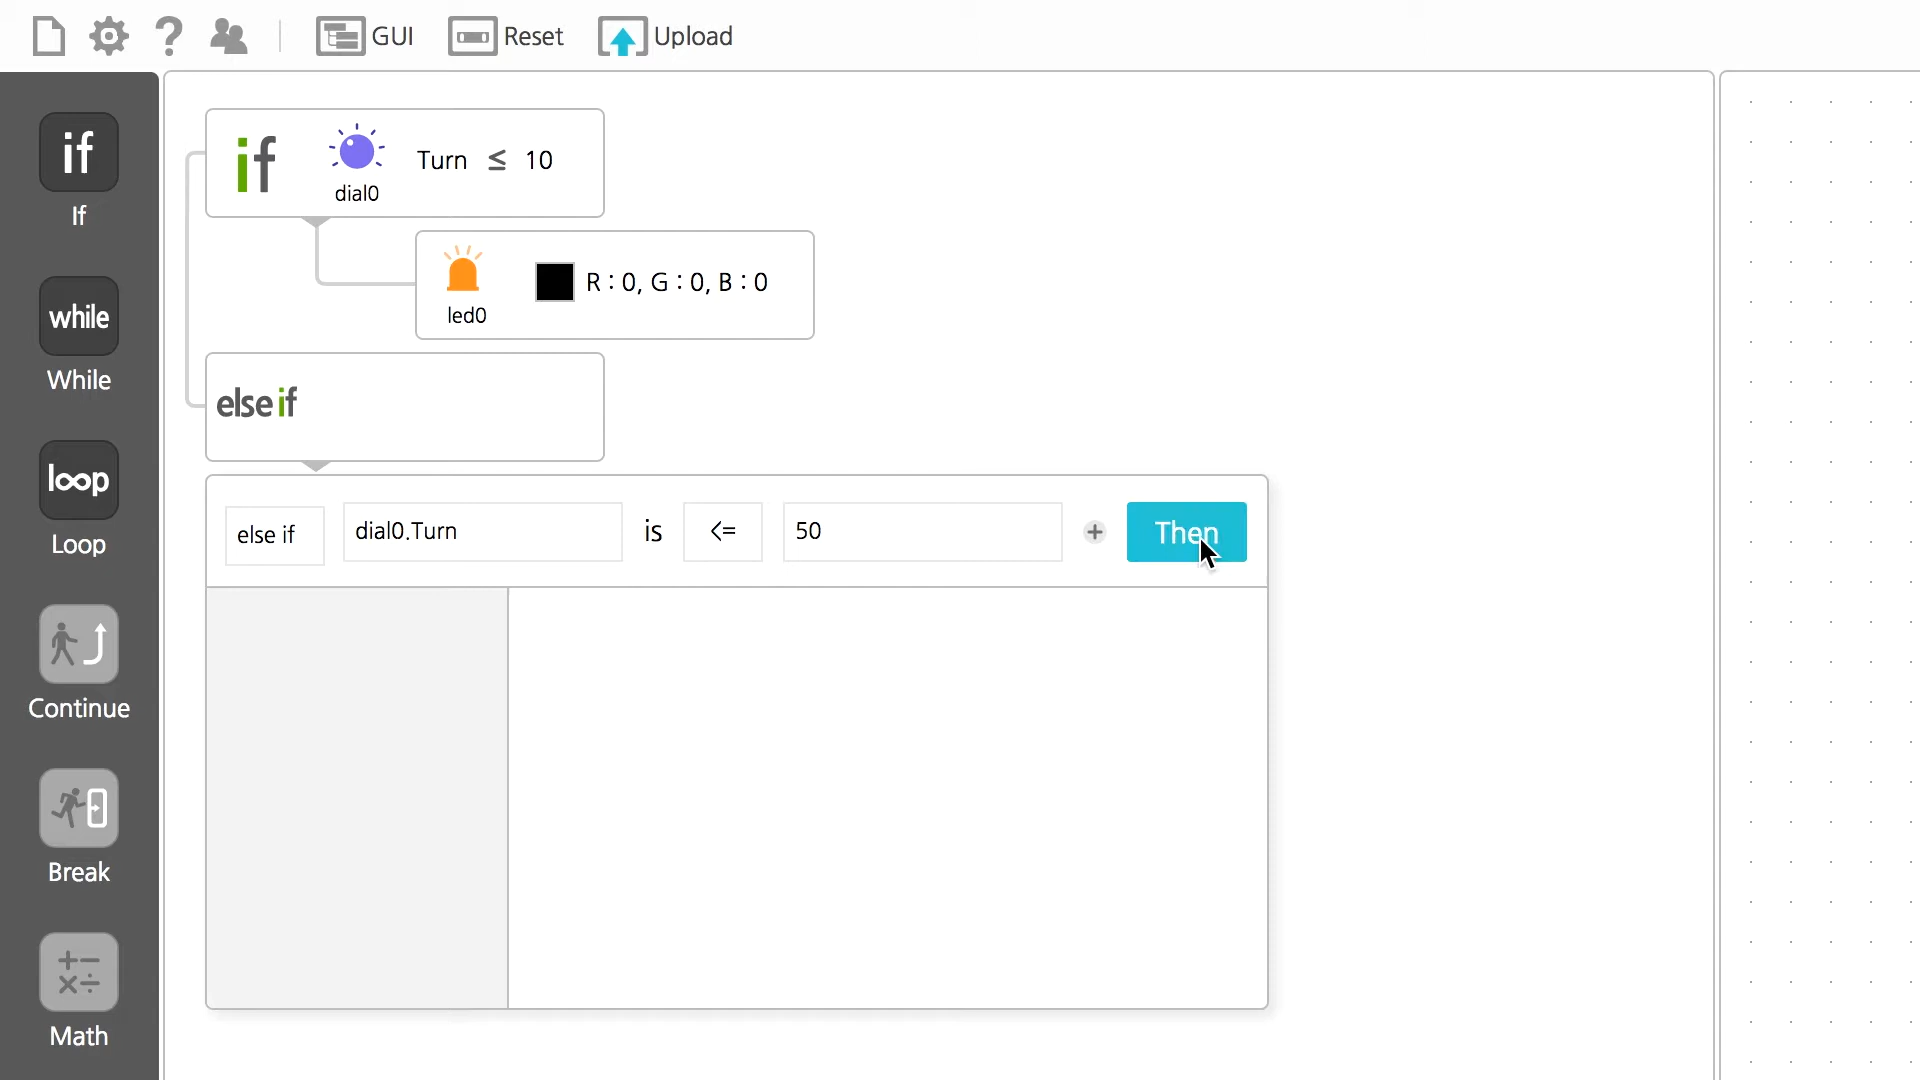 ? GUI Reset Upload
if
If
while
While
loop
Loop
Continue
Break
+−
×÷
Math
if Turn ≤ 10
dial0
R : 0, G : 0, B : 0
led0
else if
else if dial0.Turn is <= 50 + Then